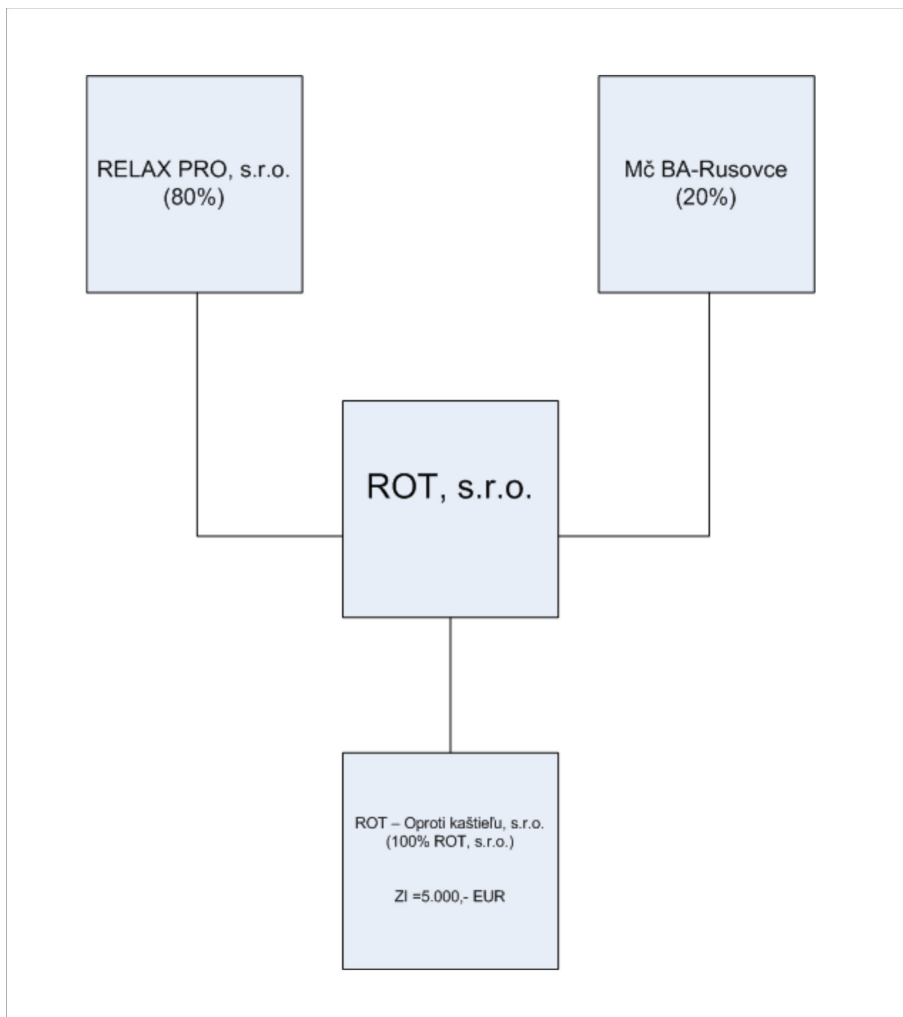 RELAX PRO, s.r.o.
(80%)
Mč BA-Rusovce
(20%)
ROT, s.r.o.
ROT – Oproti kaštieľu, s.r.o.
(100% ROT, s.r.o.)
ZI =5.000,- EUR